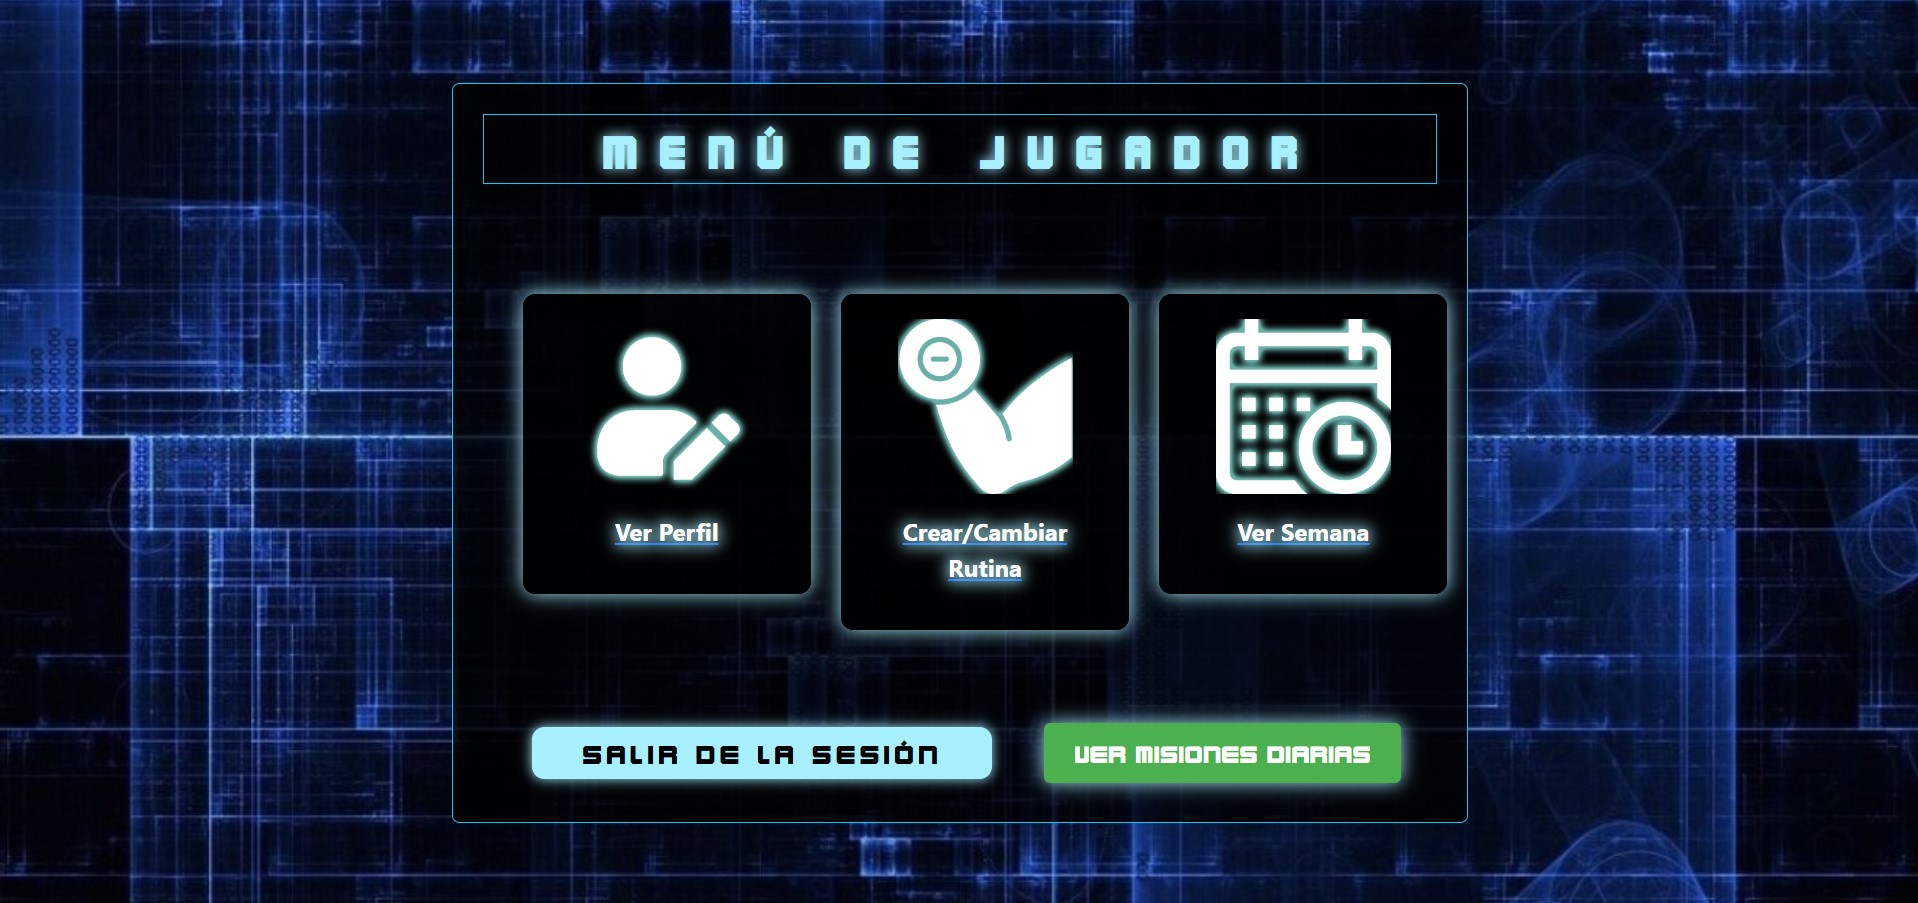 MENÚ DE JUGADOR
Ver Perfil
Crear/Cambiar
Rutina
Ver Semana
SALIR DE LA SESIÓN
VER MISIONES DIARIAS